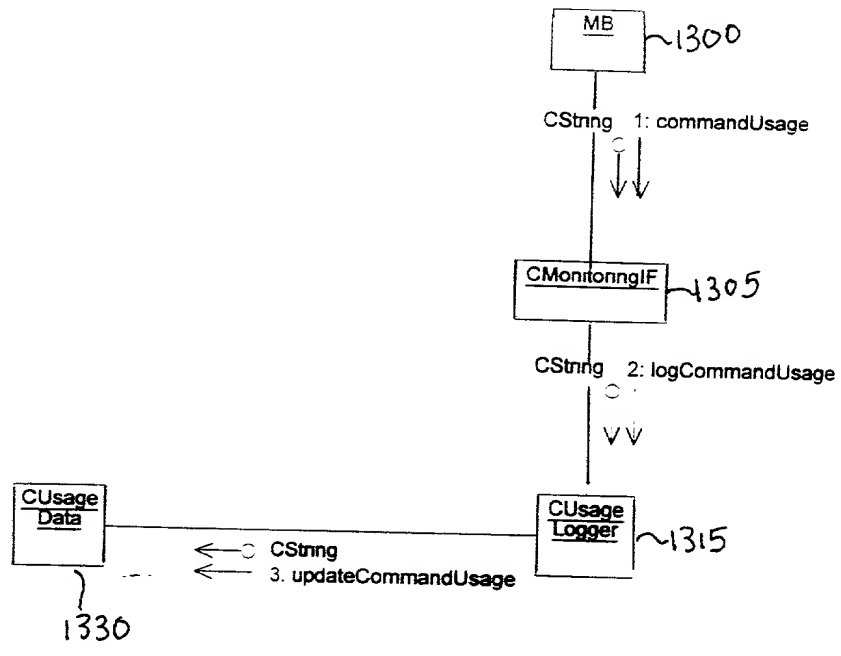 MB
1300
CString 1: commandUsage
CMonitoringIF
1305
CString 2: logCommandUsage
CUsage
Data
CUsage
Logger
1315
CString
3. updateCommandUsage
1330